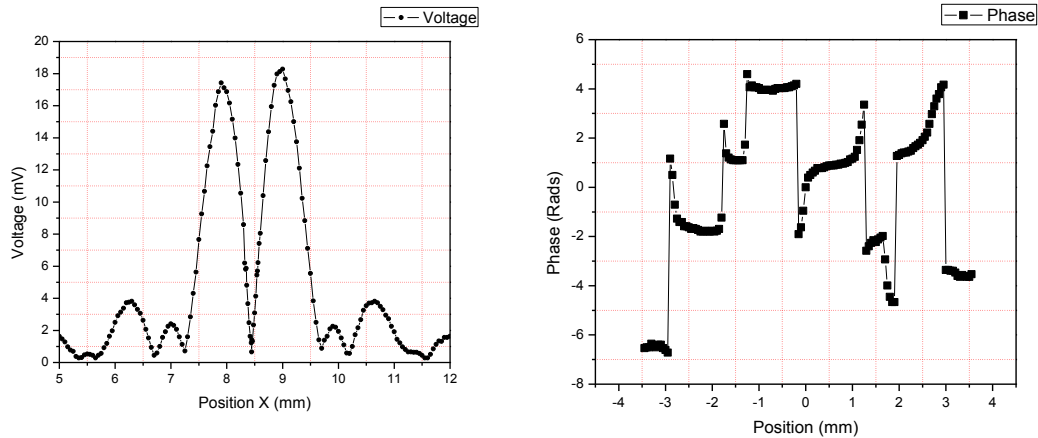 Voltage
20
18
16
14
12
10
8
6
4
2
0
5 6 7 8 9 10 11 12
Voltage (mV)
Position X (mm)
Phase
6
4
2
0
-2
-4
-6
-8
-4 -3 -2 -1 0 1 2 3 4
Phase (Rads)
Position (mm)